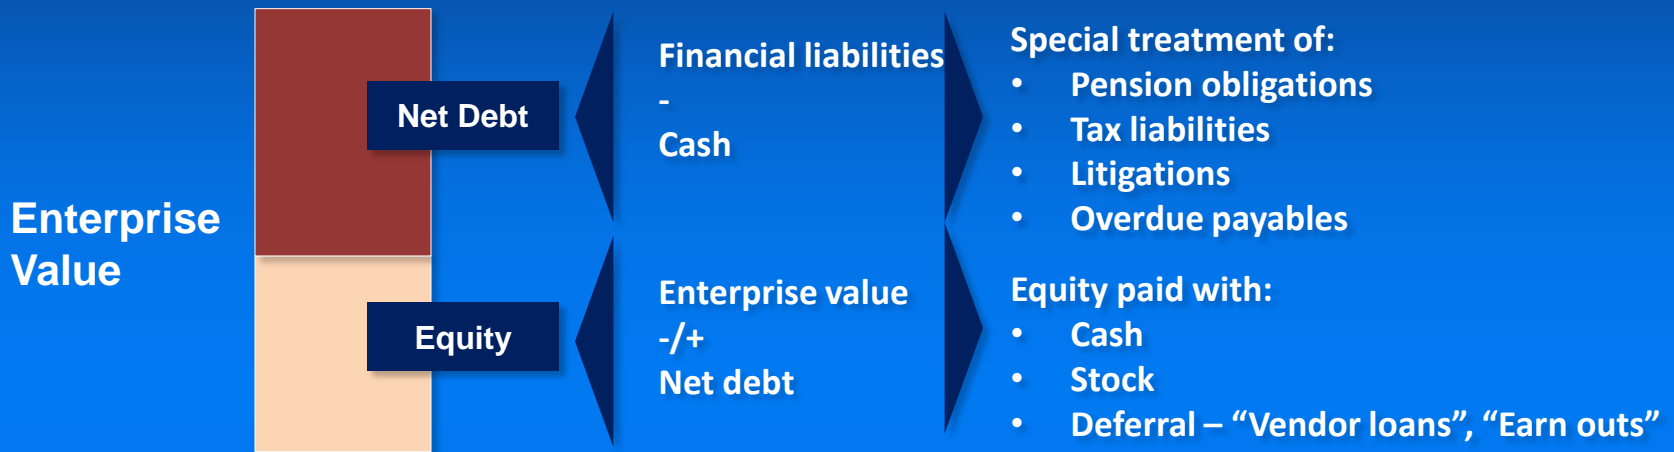 Enterprise
Value
Net Debt
Equity
Financial liabilities
-
Cash
Enterprise value
-/+
Net debt
Special treatment of:
• Pension obligations
• Tax liabilities
• Litigations
• Overdue payables
Equity paid with:
• Cash
• Stock
• Deferral – “Vendor loans”, “Earn outs”